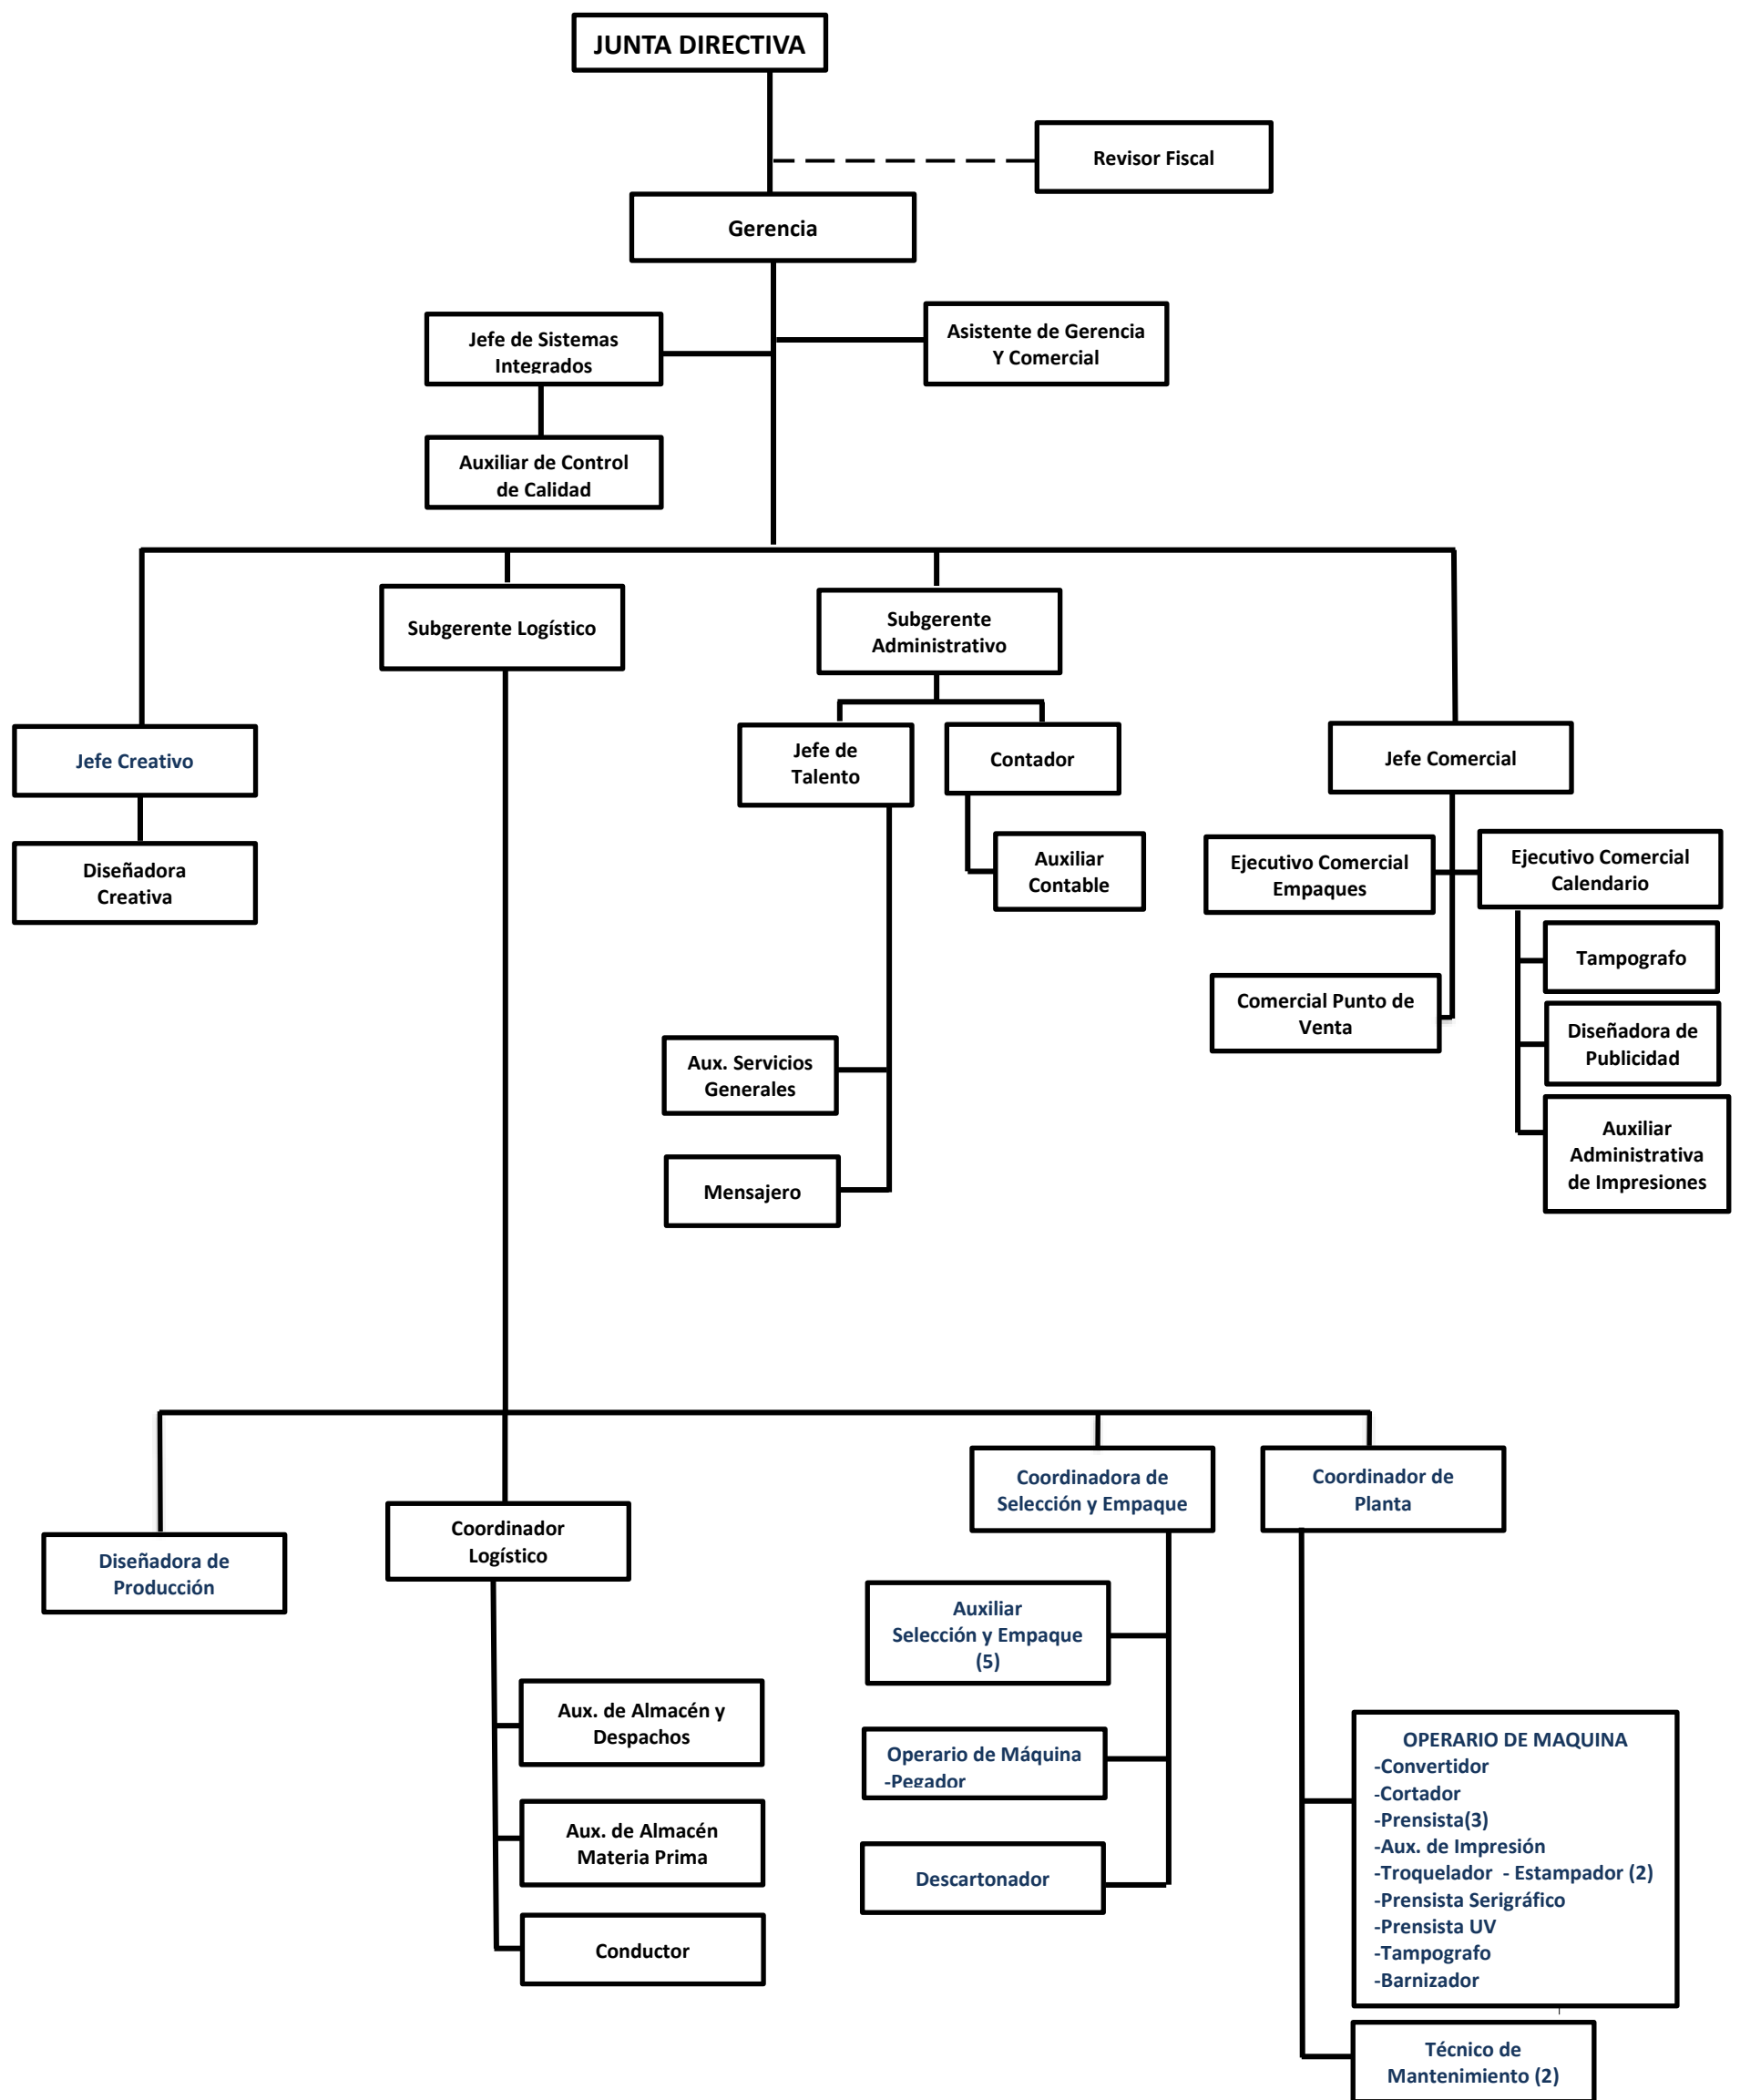 JUNTA DIRECTIVA
Revisor Fiscal
Gerencia
Jefe de Sistemas
Integrados
Asistente de Gerencia
Y Comercial
Auxiliar de Control
de Calidad
Subgerente Logístico
Subgerente
Administrativo
Jefe Creativo
Jefe de
Talento
Contador
Jefe Comercial
Diseñadora
Creativa
Auxiliar
Contable
Ejecutivo Comercial
Empaques
Ejecutivo Comercial
Calendario
Tampografo
Comercial Punto de
Venta
Diseñadora de
Publicidad
Aux. Servicios
Generales
Auxiliar
Administrativa
de Impresiones
Mensajero
Coordinadora de
Selección y Empaque
Coordinador de
Planta
Coordinador
Logístico
Diseñadora de
Producción
Auxiliar
Selección y Empaque
(5)
Aux. de Almacén y
Despachos
Operario de Máquina
-Pegador
OPERARIO DE MAQUINA
-Convertidor
-Cortador
-Prensista(3)
-Aux. de Impresión
-Troquelador - Estampador (2)
-Prensista Serigráfico
-Prensista UV
-Tampografo
-Barnizador
Aux. de Almacén
Materia Prima
Descartonador
Conductor
Técnico de
Mantenimiento (2)